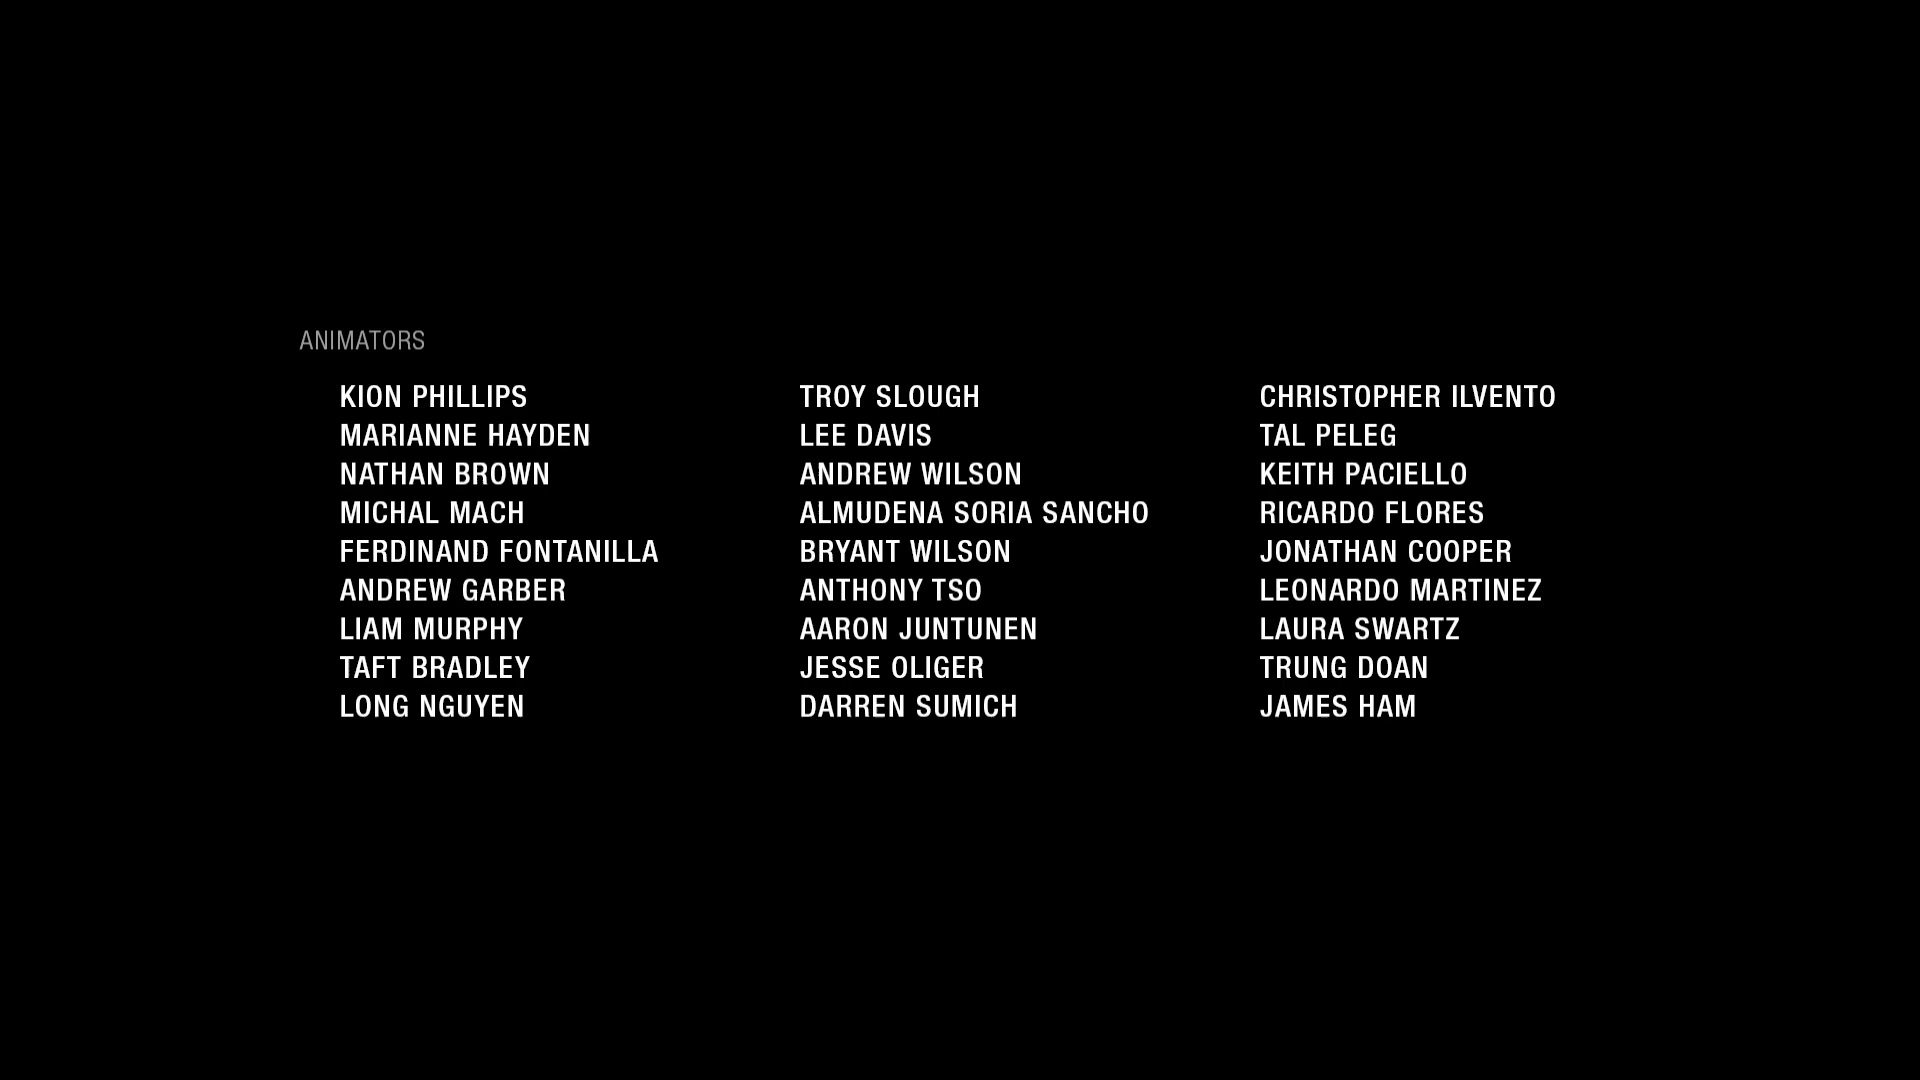 ANIMATORS
KION PHILLIPS
MARIANNE HAYDEN
NATHAN BROWN
MICHAL MACH
FERDINAND FONTANILLA
ANDREW GARBER
LIAM MURPHY
TAFT BRADLEY
LONG NGUYEN
TROY SLOUGH
LEE DAVIS
ANDREW WILSON
ALMUDENA SORIA SANCHO
BRYANT WILSON
ANTHONY TSO
AARON JUNTUNEN
JESSE OLIGER
DARREN SUMICH
CHRISTOPHER ILVENTO
TAL PELEG
KEITH PACIELLO
RICARDO FLORES
JONATHAN COOPER
LEONARDO MARTINEZ
LAURA SWARTZ
TRUNG DOAN
JAMES HAM